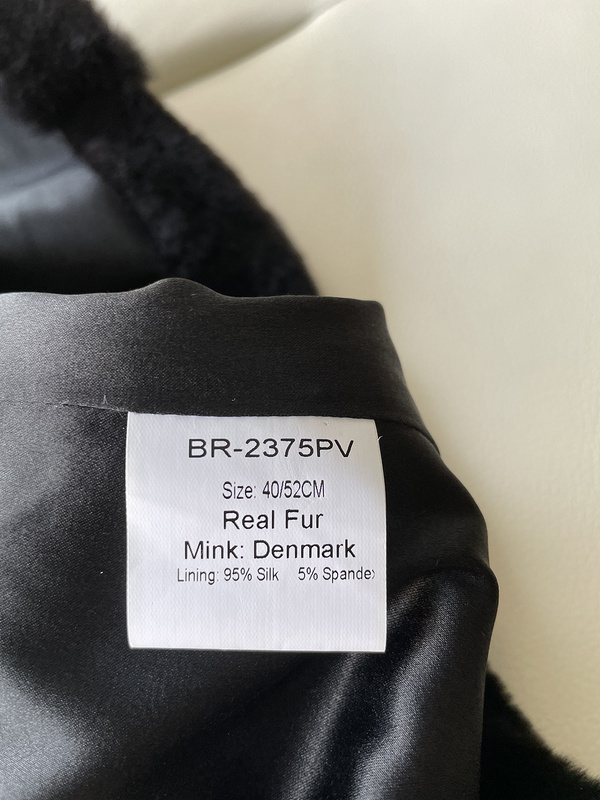 BR-2375PV
Size: 40/52CM
Real Fur
Mink: Denmark
Lining: 95% Silk 5% Spandex